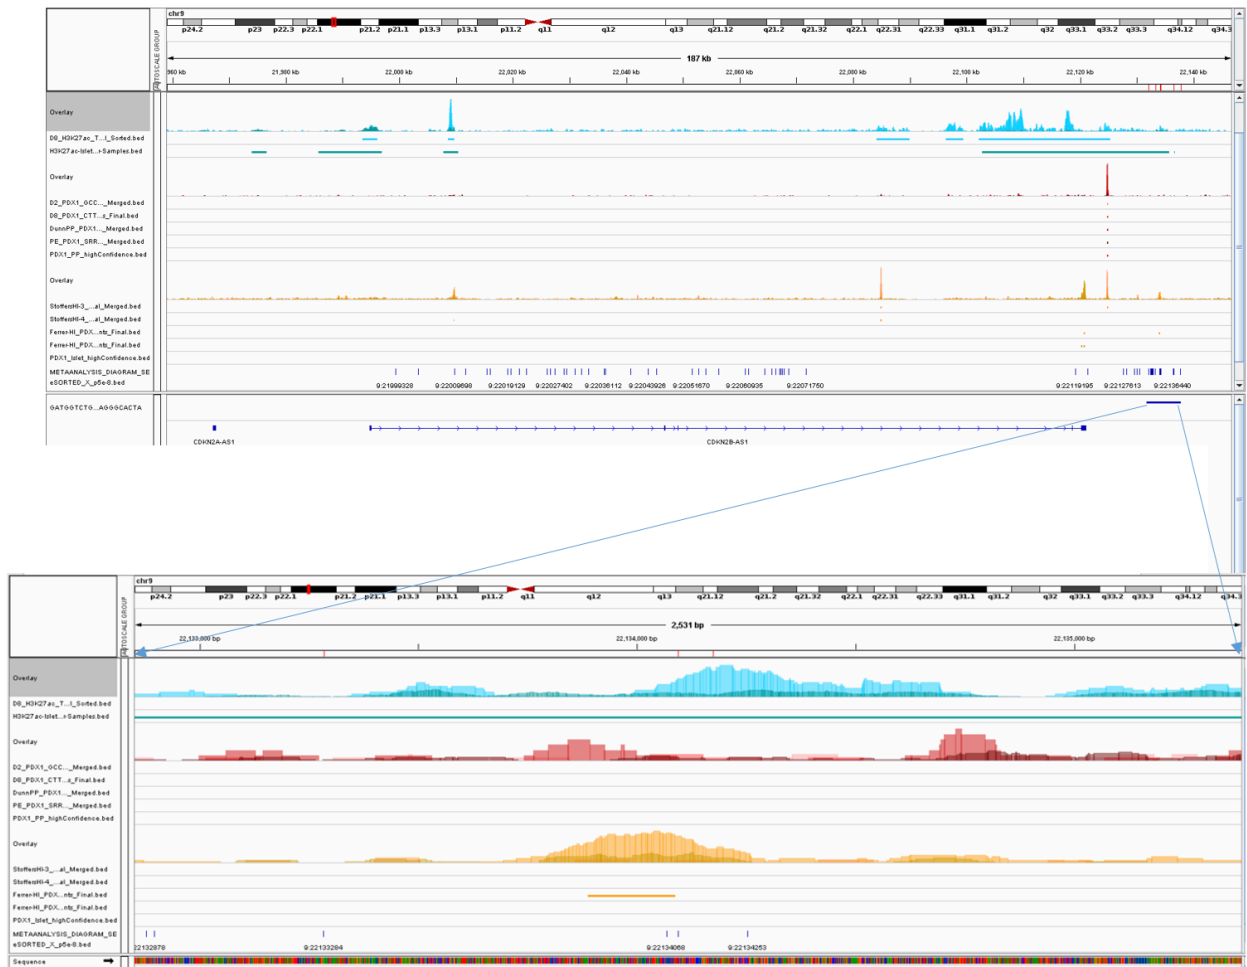 chr9
p24.2 p23 p22.3 p22.1 p21.2 p21.1 p13.3 p13.1 p11.2 q11 q12 q13 q21.11 q21.2 q21.32 q22.1 q22.31 q22.33 q31.1 q31.2 q32 q33.1 q33.2 q33.3 q34.12 q34.3
187 kb
960 kb 21,980 kb 22,000 kb 22,020 kb 22,040 kb 22,060 kb 22,080 kb 22,100 kb 22,120 kb 22,140 kb
Overlay
D8_H3K27ac_T...l_Sorted.bed
H3K27ac-Islet...r-Samples.bed
Overlay
D2_PDX1_GCC..._Merged.bed
D8_PDX1_CTT...s_Final.bed
DunnPP_PDX1..._Merged.bed
PE_PDX1_SRR..._Merged.bed
PDX1_PP_highConfidence.bed
Overlay
StoffersHI-3_...al_Merged.bed
StoffersHI-4_...al_Merged.bed
Ferrer-HI_PDX...nts_Final.bed
Ferrer-HI_PDX...nts_Final.bed
PDX1_Islet_highConfidence.bed
METAANALYSIS_DIAGRAM_SE
eSORTED_X_p5e-8.bed
9:21999328 9:22009698 9:22019129 9:22027402 9:22036112 9:22043926 9:22051670 9:22060935 9:22071750 9:22119195 9:22127613 9:22136440
GATGGTCTG...AGGGCACTA
CDKN2A-AS1 CDKN2B-AS1
chr9
p24.2 p23 p22.3 p22.1 p21.2 p21.1 p13.3 p13.1 p11.2 q11 q12 q13 q21.12 q21.2 q21.32 q22.1 q22.31 q22.33 q31.1 q31.2 q32 q33.1 q33.2 q33.3 q34.12 q34.3
2,531 bp
22,133,000 bp 22,134,000 bp 22,135,000 bp
Overlay
D8_H3K27ac_T...l_Sorted.bed
H3K27ac-Islet...r-Samples.bed
Overlay
D2_PDX1_GCC..._Merged.bed
D8_PDX1_CTT...s_Final.bed
DunnPP_PDX1..._Merged.bed
PE_PDX1_SRR..._Merged.bed
PDX1_PP_highConfidence.bed
Overlay
StoffersHI-3_...al_Merged.bed
StoffersHI-4_...al_Merged.bed
Ferrer-HI_PDX...nts_Final.bed
Ferrer-HI_PDX...nts_Final.bed
PDX1_Islet_highConfidence.bed
METAANALYSIS_DIAGRAM_SE
eSORTED_X_p5e-8.bed
22132878 9:22133284 9:22134068 9:22134253
Sequence